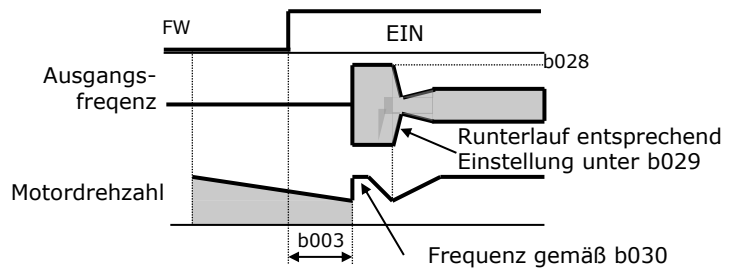 FW
EIN
b028
Ausgangs-
freqenz
Runterlauf entsprechend
Einstellung unter b029
Motordrehzahl
b003
Frequenz gemäß b030